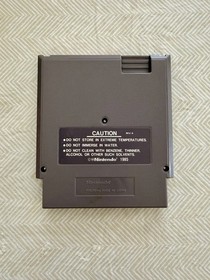 CAUTION
●DO NOT STORE IN EXTREME TEMPERATURES.
●DO NOT IMMERSE IN WATER.
●DO NOT CLEAN WITH BENZENE, THINNER,
ALCOHOL OR OTHER SUCH SOLVENTS.
©Nintendo 1985